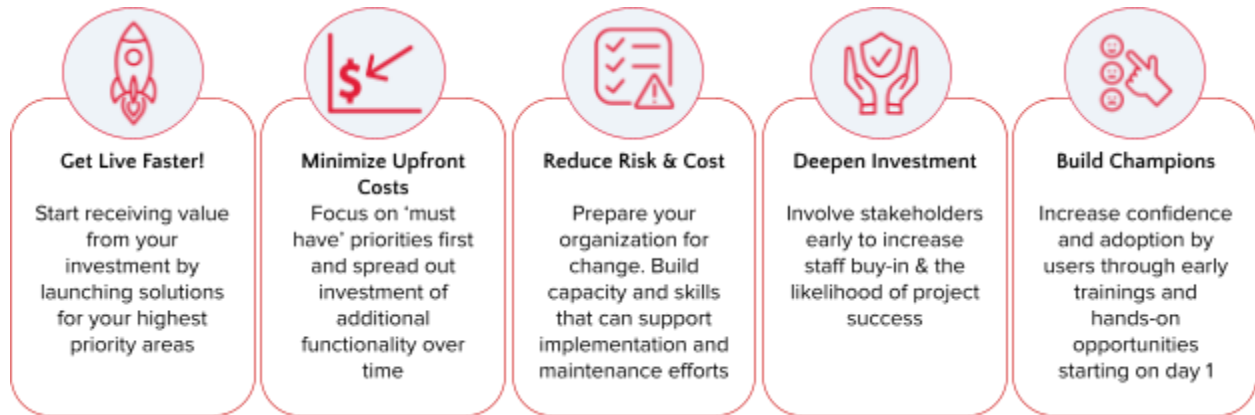 Get Live Faster!
Start receiving value
from your
investment by
launching solutions
for your highest
priority areas
Minimize Upfront
Costs
Focus on 'must
have' priorities first
and spread out
investment of
additional
functionality over
time
Reduce Risk & Cost
Prepare your
organization for
change. Build
capacity and skills
that can support
implementation and
maintenance efforts
Deepen Investment
Involve stakeholders
early to increase
staff buy-in & the
likelihood of project
success
Build Champions
Increase confidence
and adoption by
users through early
trainings and
hands-on
opportunities
starting on day 1